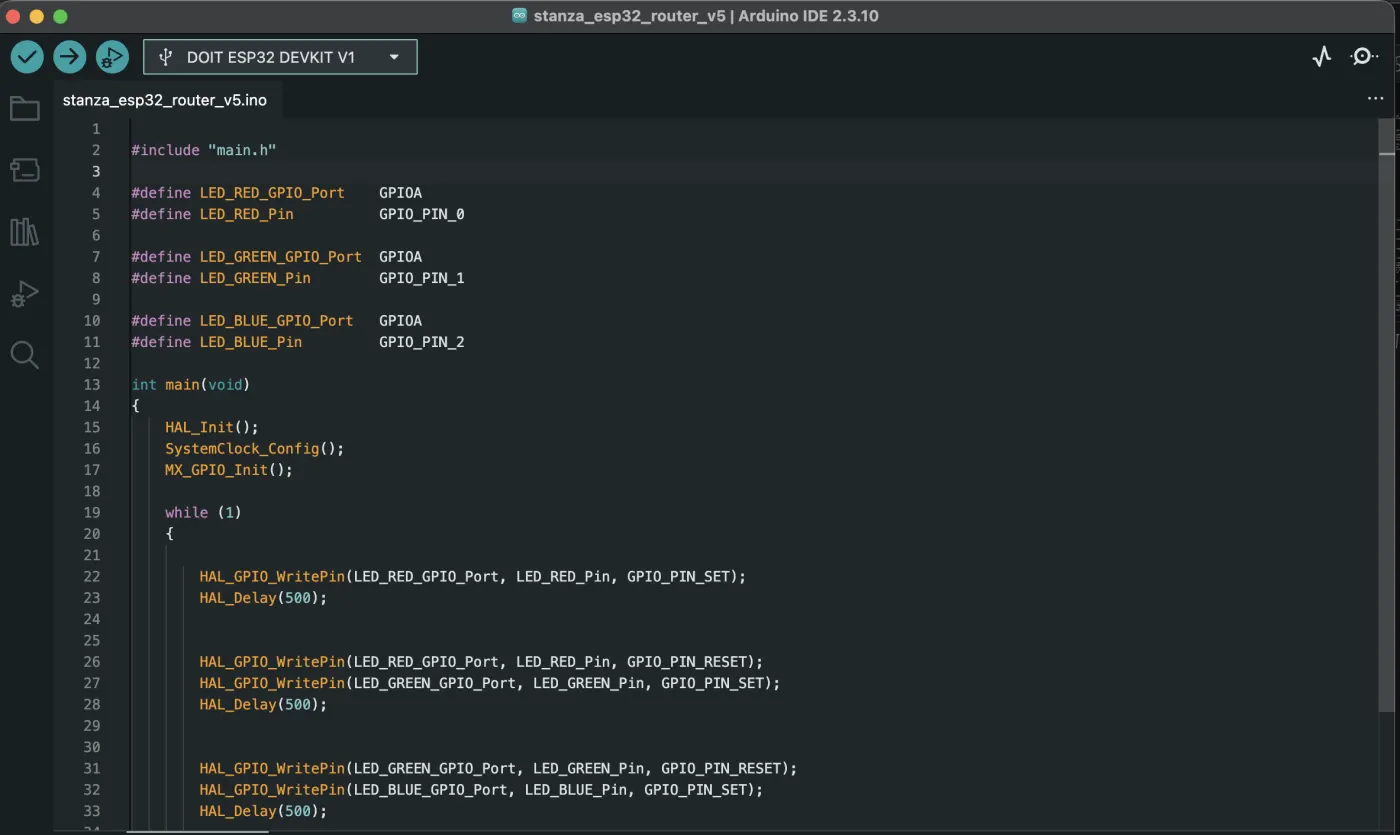 stanza_esp32_router_v5 | Arduino IDE 2.3.10
DOIT ESP32 DEVKIT V1
stanza_esp32_router_v5.ino
1
2 #include "main.h"
3
4 #define LED_RED_GPIO_Port    GPIOA
5 #define LED_RED_Pin          GPIO_PIN_0
6
7 #define LED_GREEN_GPIO_Port  GPIOA
8 #define LED_GREEN_Pin        GPIO_PIN_1
9
10 #define LED_BLUE_GPIO_Port   GPIOA
11 #define LED_BLUE_Pin         GPIO_PIN_2
12
13 int main(void)
14 {
15     HAL_Init();
16     SystemClock_Config();
17     MX_GPIO_Init();
18
19     while (1)
20     {
21
22         HAL_GPIO_WritePin(LED_RED_GPIO_Port, LED_RED_Pin, GPIO_PIN_SET);
23         HAL_Delay(500);
24
25
26         HAL_GPIO_WritePin(LED_RED_GPIO_Port, LED_RED_Pin, GPIO_PIN_RESET);
27         HAL_GPIO_WritePin(LED_GREEN_GPIO_Port, LED_GREEN_Pin, GPIO_PIN_SET);
28         HAL_Delay(500);
29
30
31         HAL_GPIO_WritePin(LED_GREEN_GPIO_Port, LED_GREEN_Pin, GPIO_PIN_RESET);
32         HAL_GPIO_WritePin(LED_BLUE_GPIO_Port, LED_BLUE_Pin, GPIO_PIN_SET);
33         HAL_Delay(500);